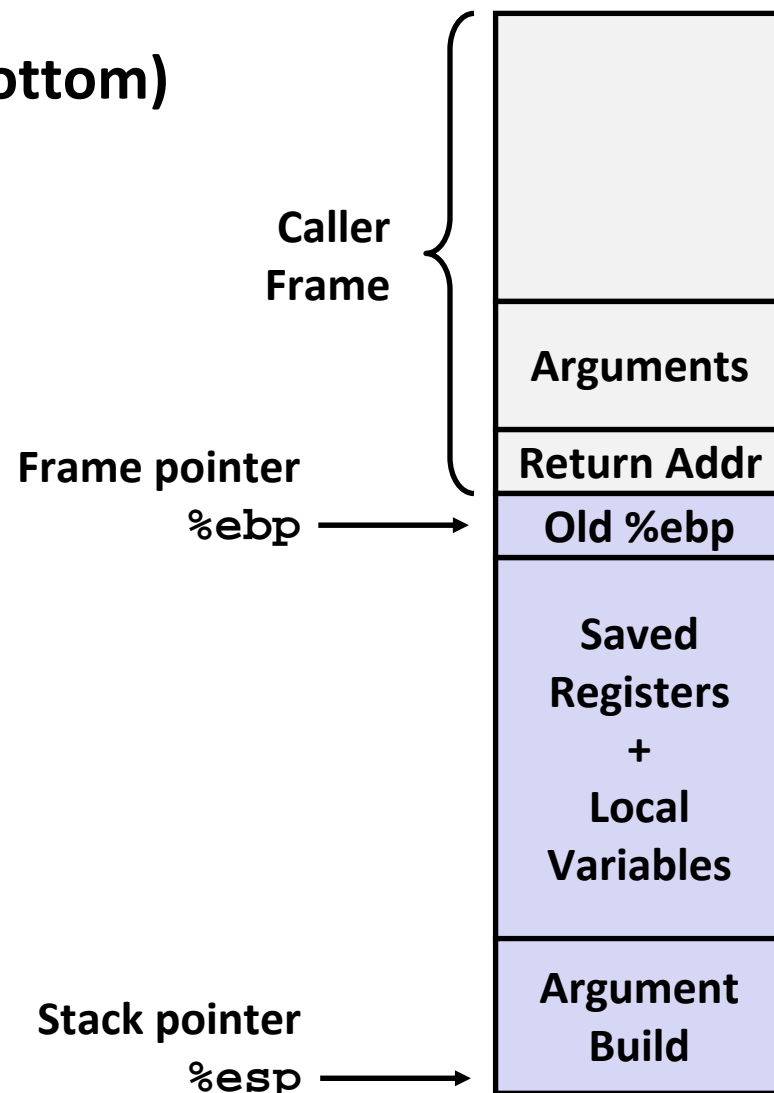 ottom)
Caller
Frame
Arguments
Frame pointer
Return Addr
%ebp
Old %ebp
Saved
Registers
+
Local
Variables
Argument
Build
Stack pointer
%esp